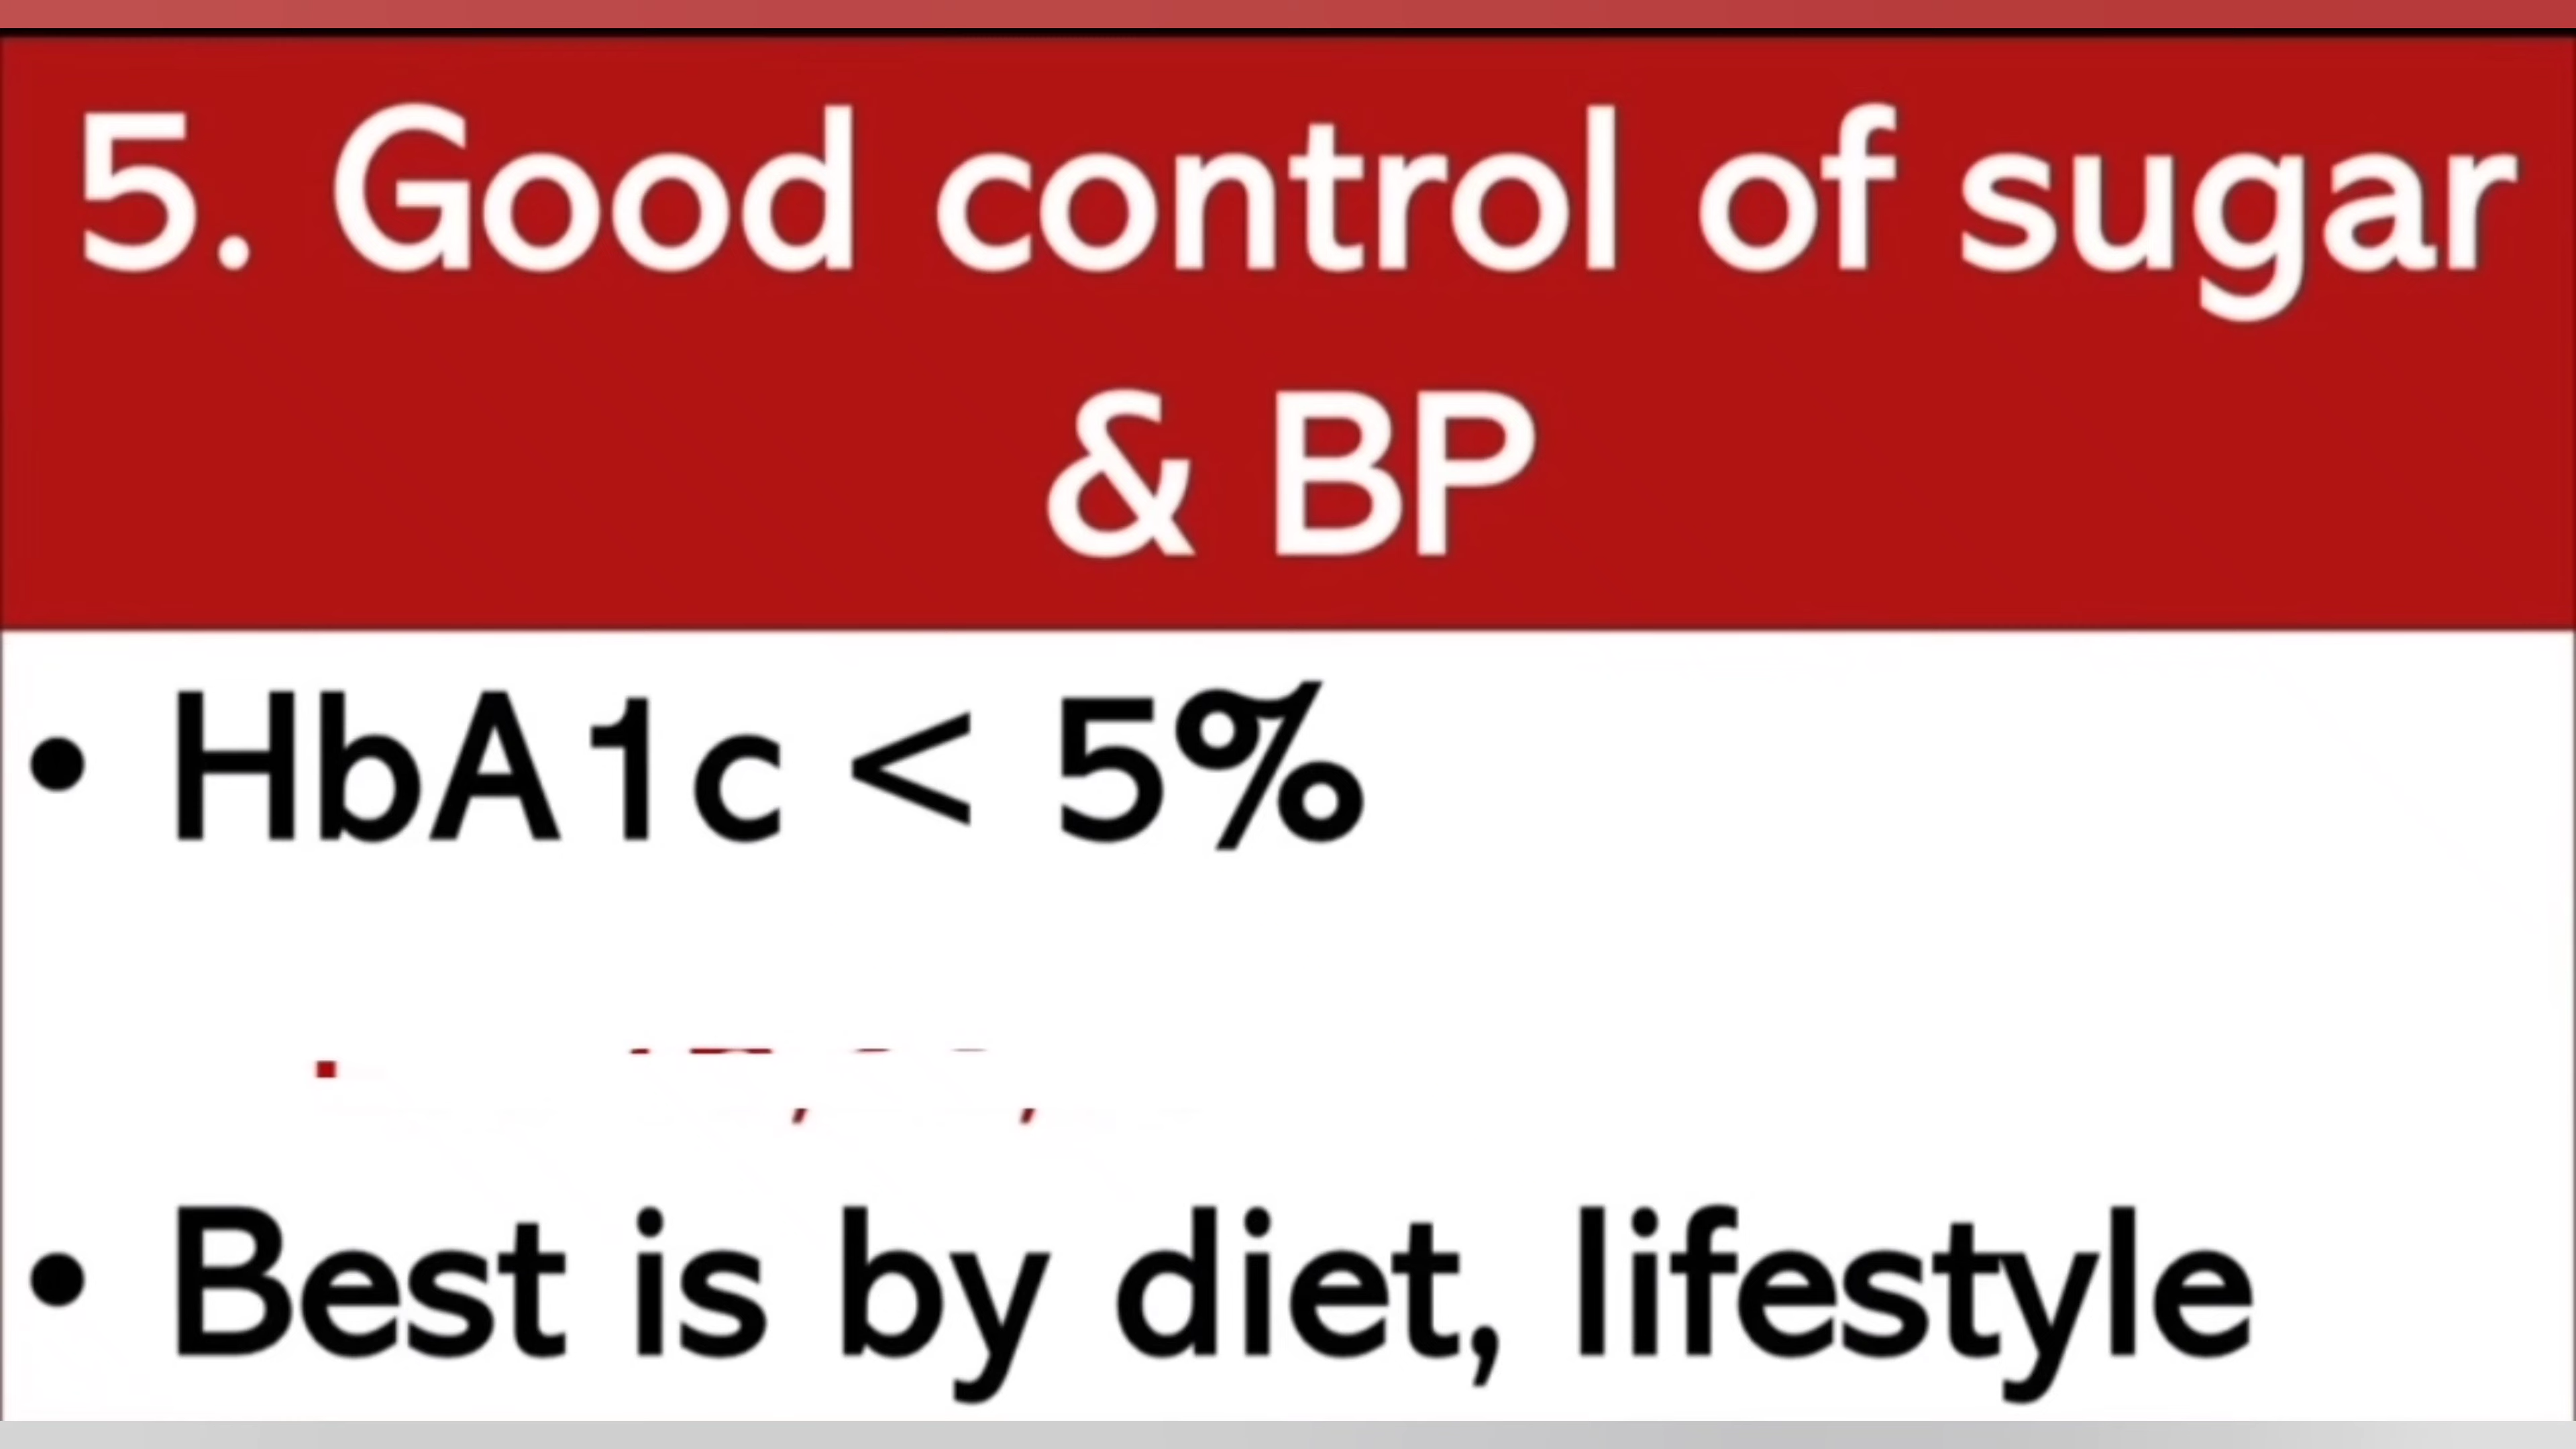 5. Good control of sugar
& BP
• HbA1c < 5%
• Best is by diet, lifestyle